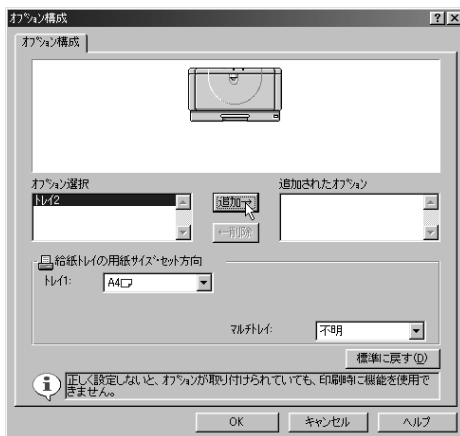 オプション構成
オプション構成
オプション選択
追加されたオプション
トレイ2
追加→
←削除
給紙トレイの用紙サイズ・セット方向
トレイ1:
A4
マルチトレイ:
不明
標準に戻す(D)
正しく設定しないと、オプションが取り付けられていても、印刷時に機能を使用で
きません。
OK
キャンセル
ヘルプ